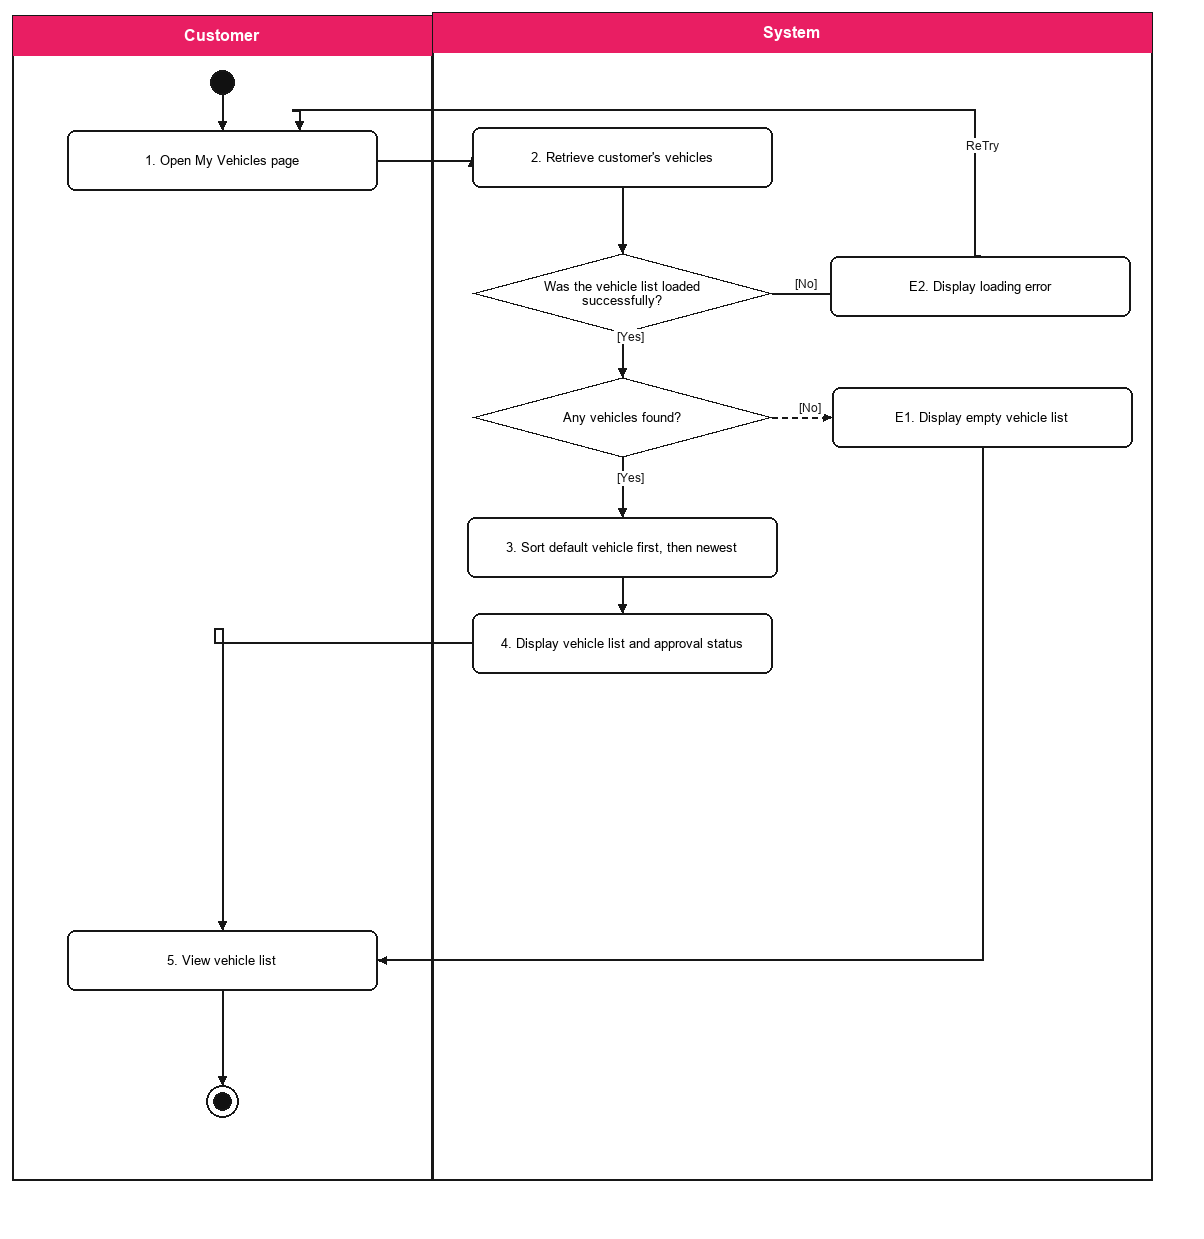 Customer
System
ReTry
1. Open My Vehicles page
2. Retrieve customer's vehicles
Was the vehicle list loaded
successfully?
[No]
E2. Display loading error
[Yes]
Any vehicles found?
[No]
E1. Display empty vehicle list
[Yes]
3. Sort default vehicle first, then newest
4. Display vehicle list and approval status
5. View vehicle list